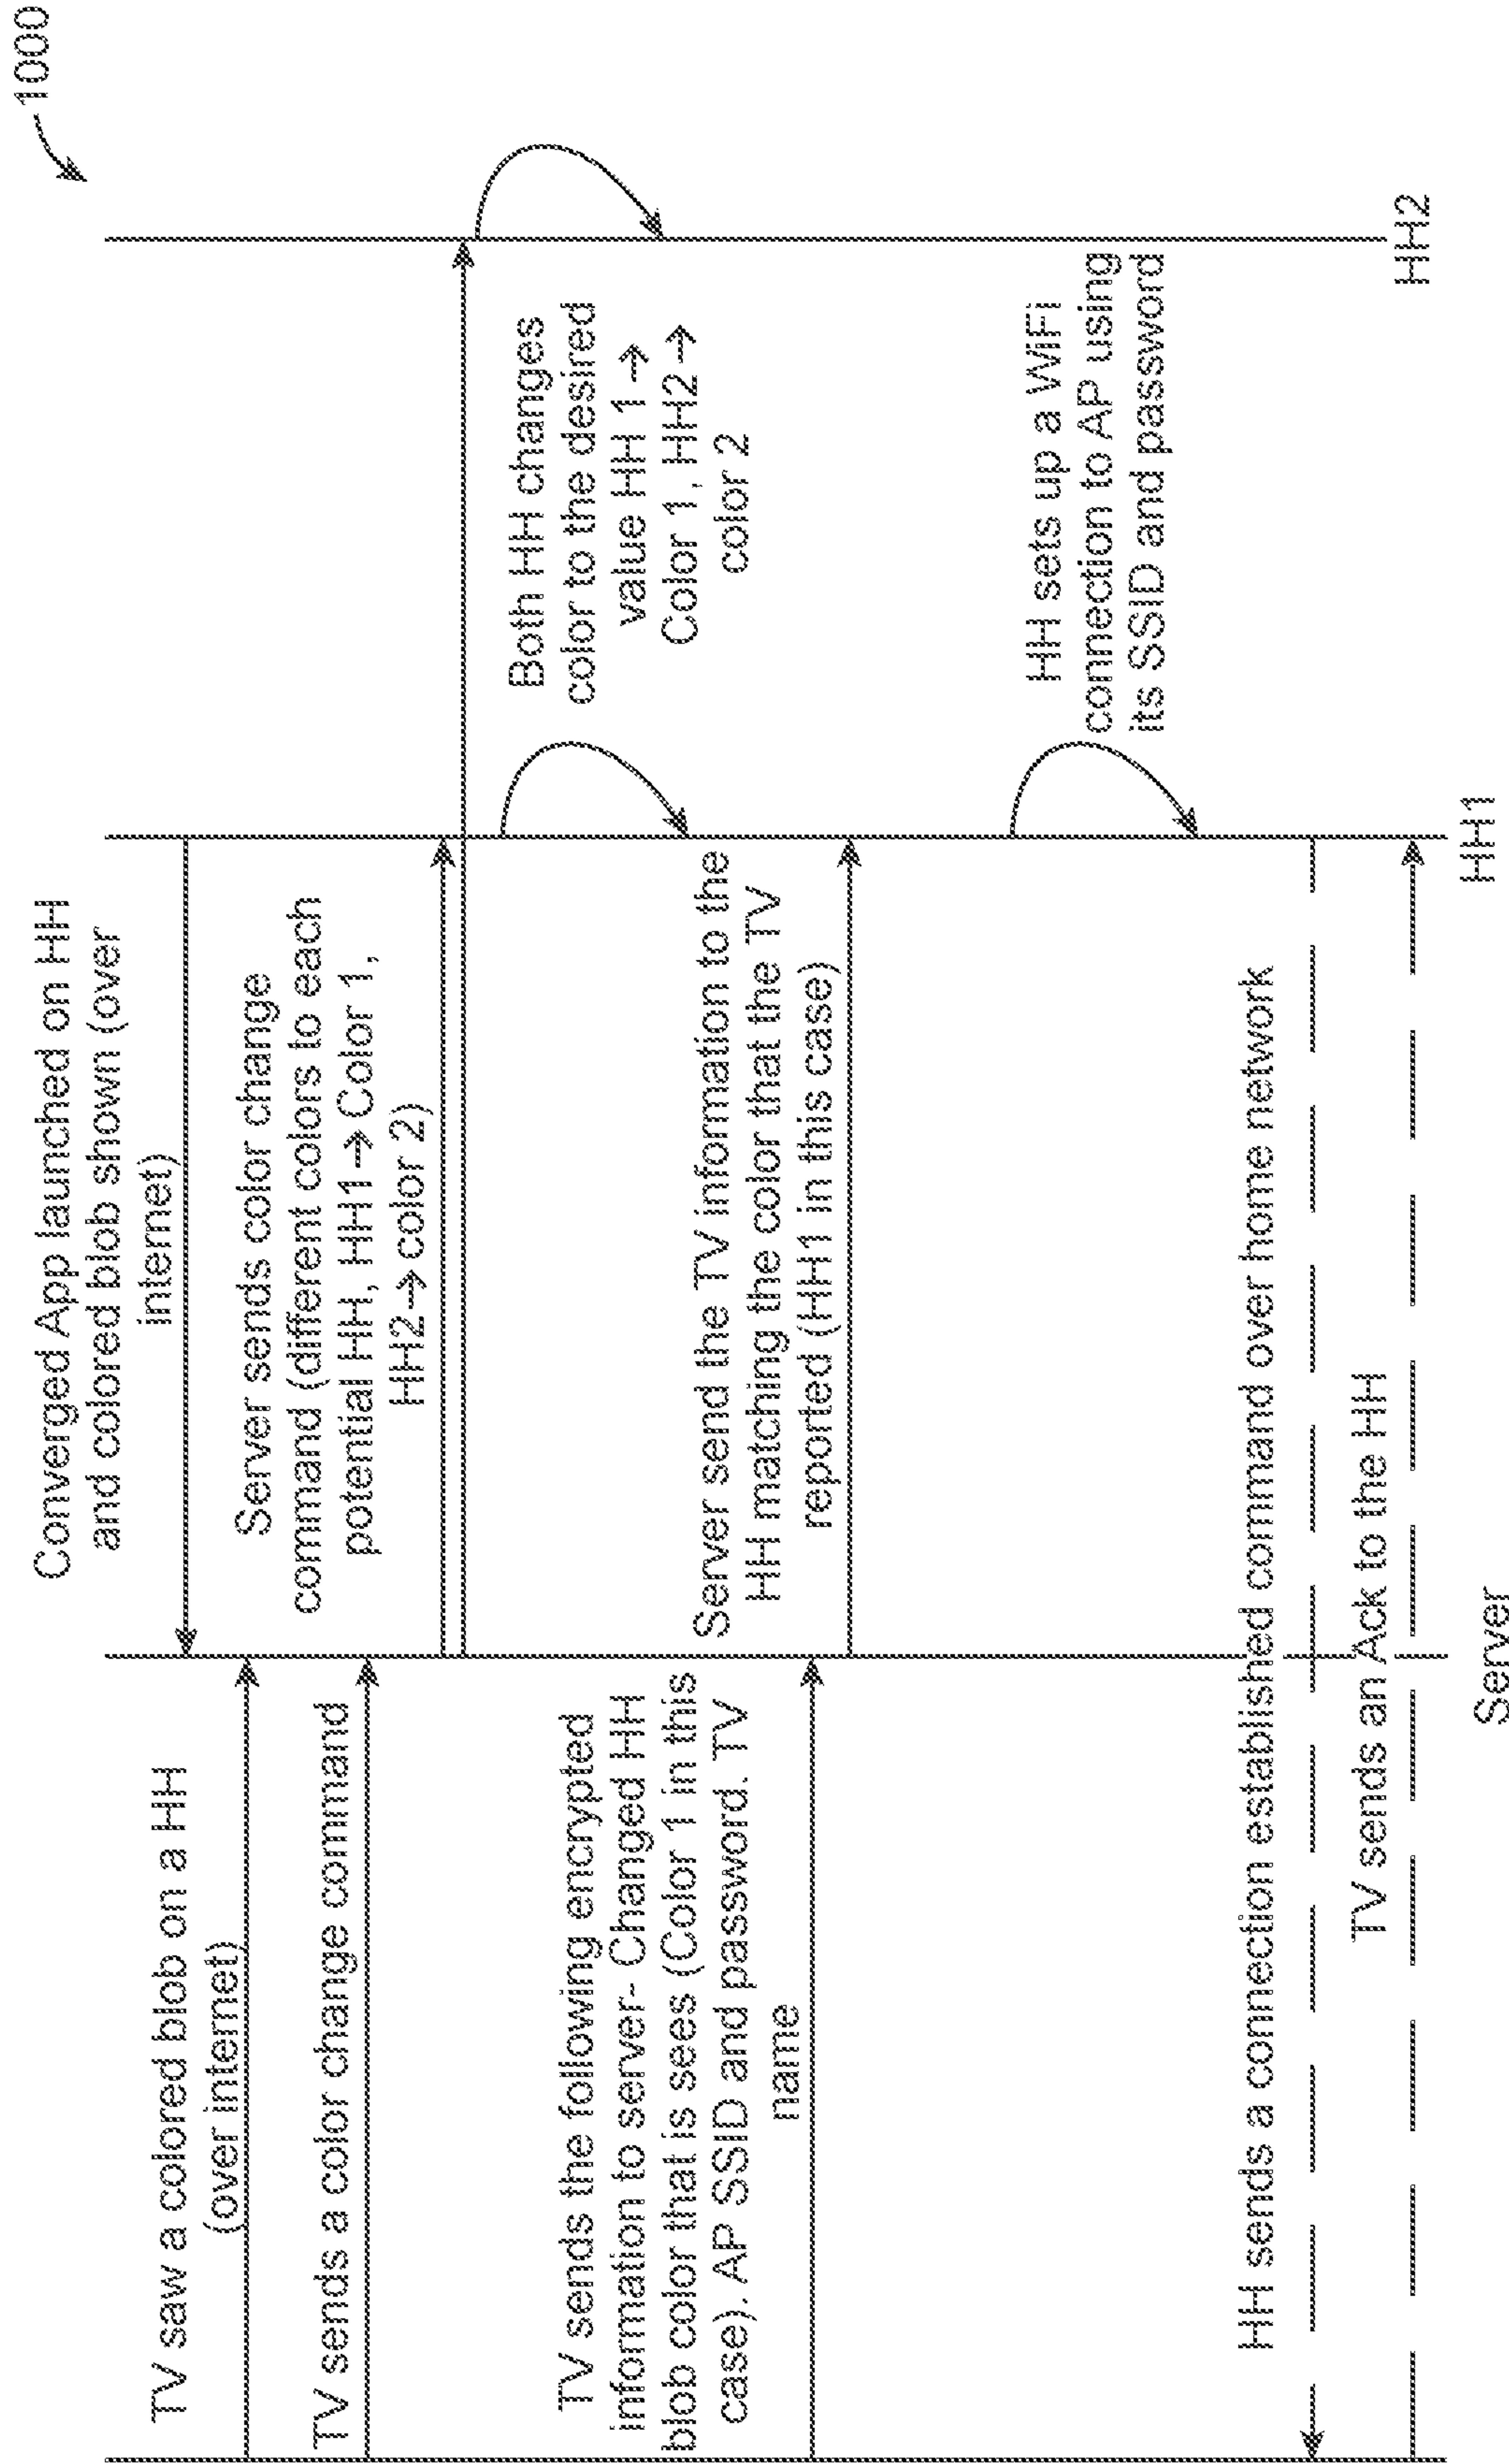 1000
Converged App launched on HH
and colored blob shown (over
internet)
TV saw a colored blob on a HH
(over internet)
Server sends color change
command (different colors to each
potential HH, HH1→Color 1,
HH2→color 2)
TV sends a color change command
Both HH changes
color to the desired
value HH 1→
Color 1, HH2→
color 2
TV sends the following encrypted
information to server- Changed HH
blob color that is sees (Color 1 in this
case). AP SSID and password. TV
name
Server send the TV information to the
HH matching the color that the TV
reported (HH1 in this case)
HH sets up a WiFi
connection to AP using
its SSID and password
HH sends a connection established command over home network
TV sends an Ack to the HH
Server
HH1
HH2